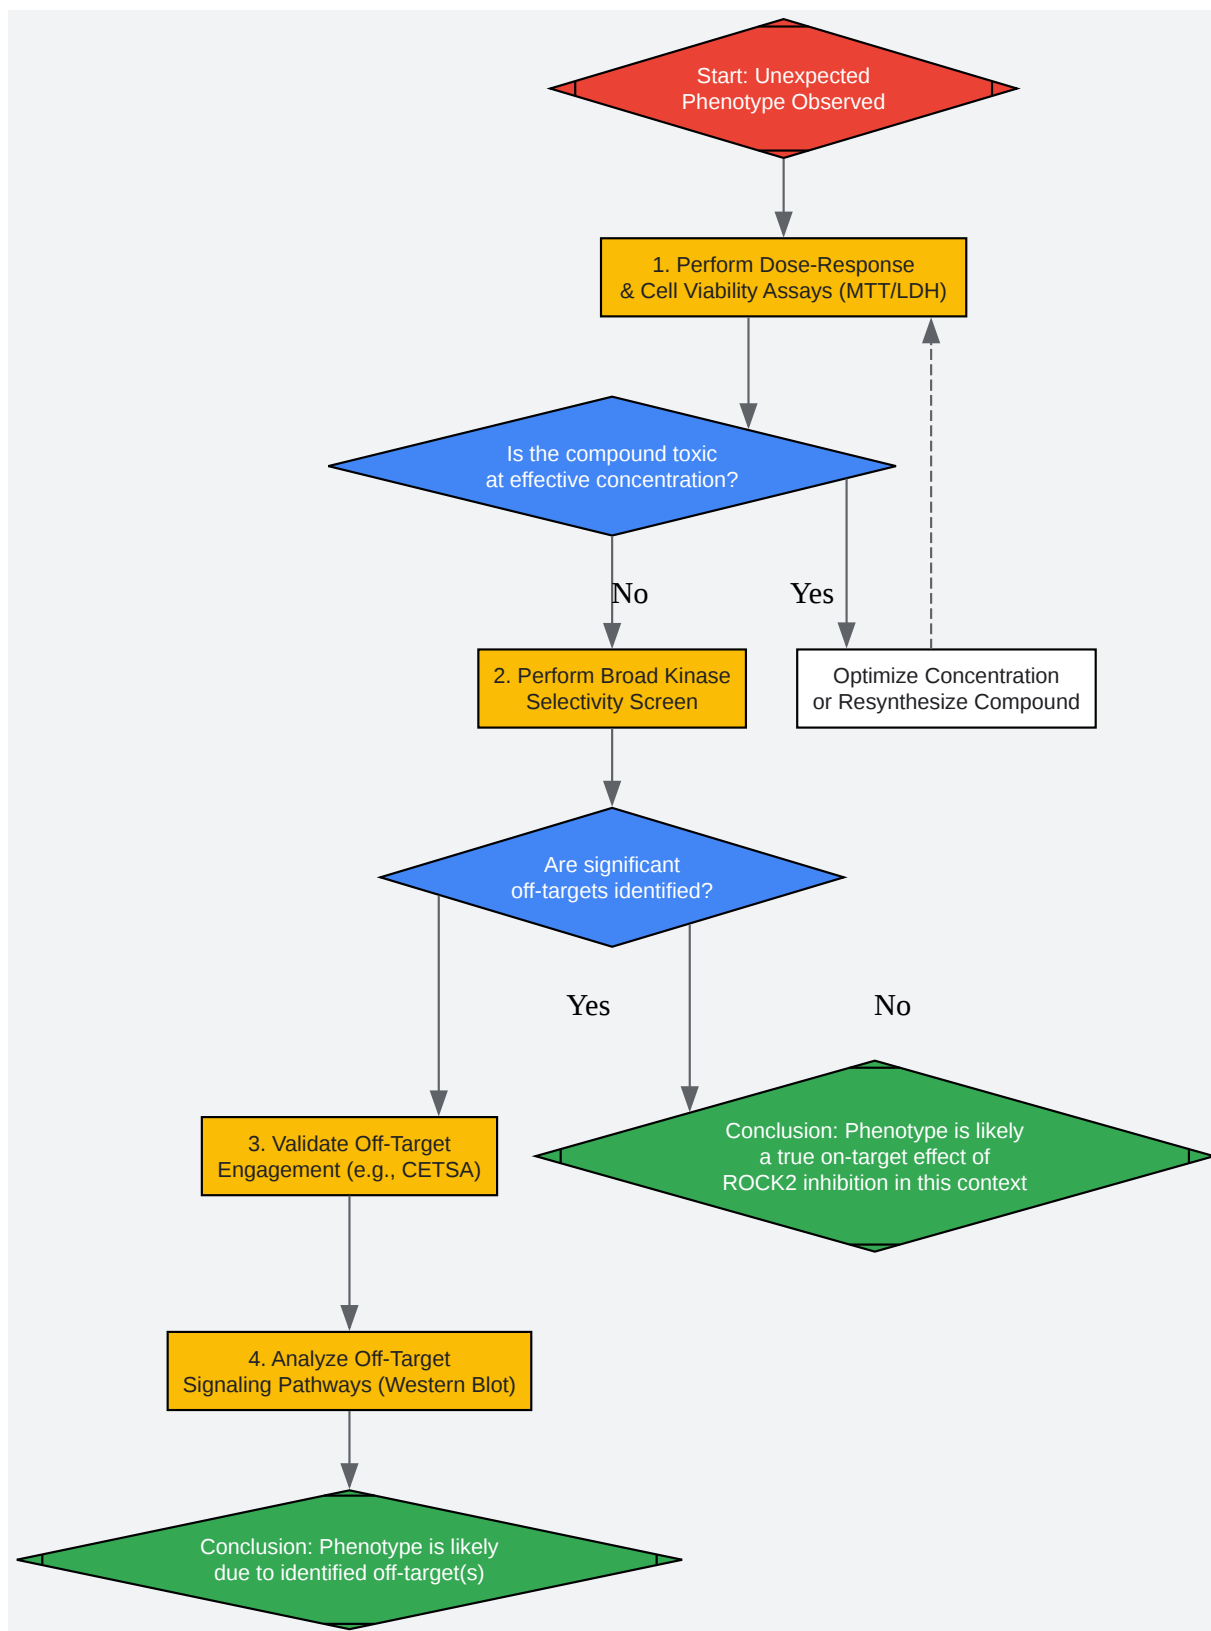 Start: Unexpected
Phenotype Observed
1. Perform Dose-Response
& Cell Viability Assays (MTT/LDH)
Is the compound toxic
at effective concentration?
No
Yes
2. Perform Broad Kinase
Selectivity Screen
Optimize Concentration
or Resynthesize Compound
Are significant
off-targets identified?
Yes
No
3. Validate Off-Target
Engagement (e.g., CETSA)
Conclusion: Phenotype is likely
a true on-target effect of
ROCK2 inhibition in this context
4. Analyze Off-Target
Signaling Pathways (Western Blot)
Conclusion: Phenotype is likely
due to identified off-target(s)